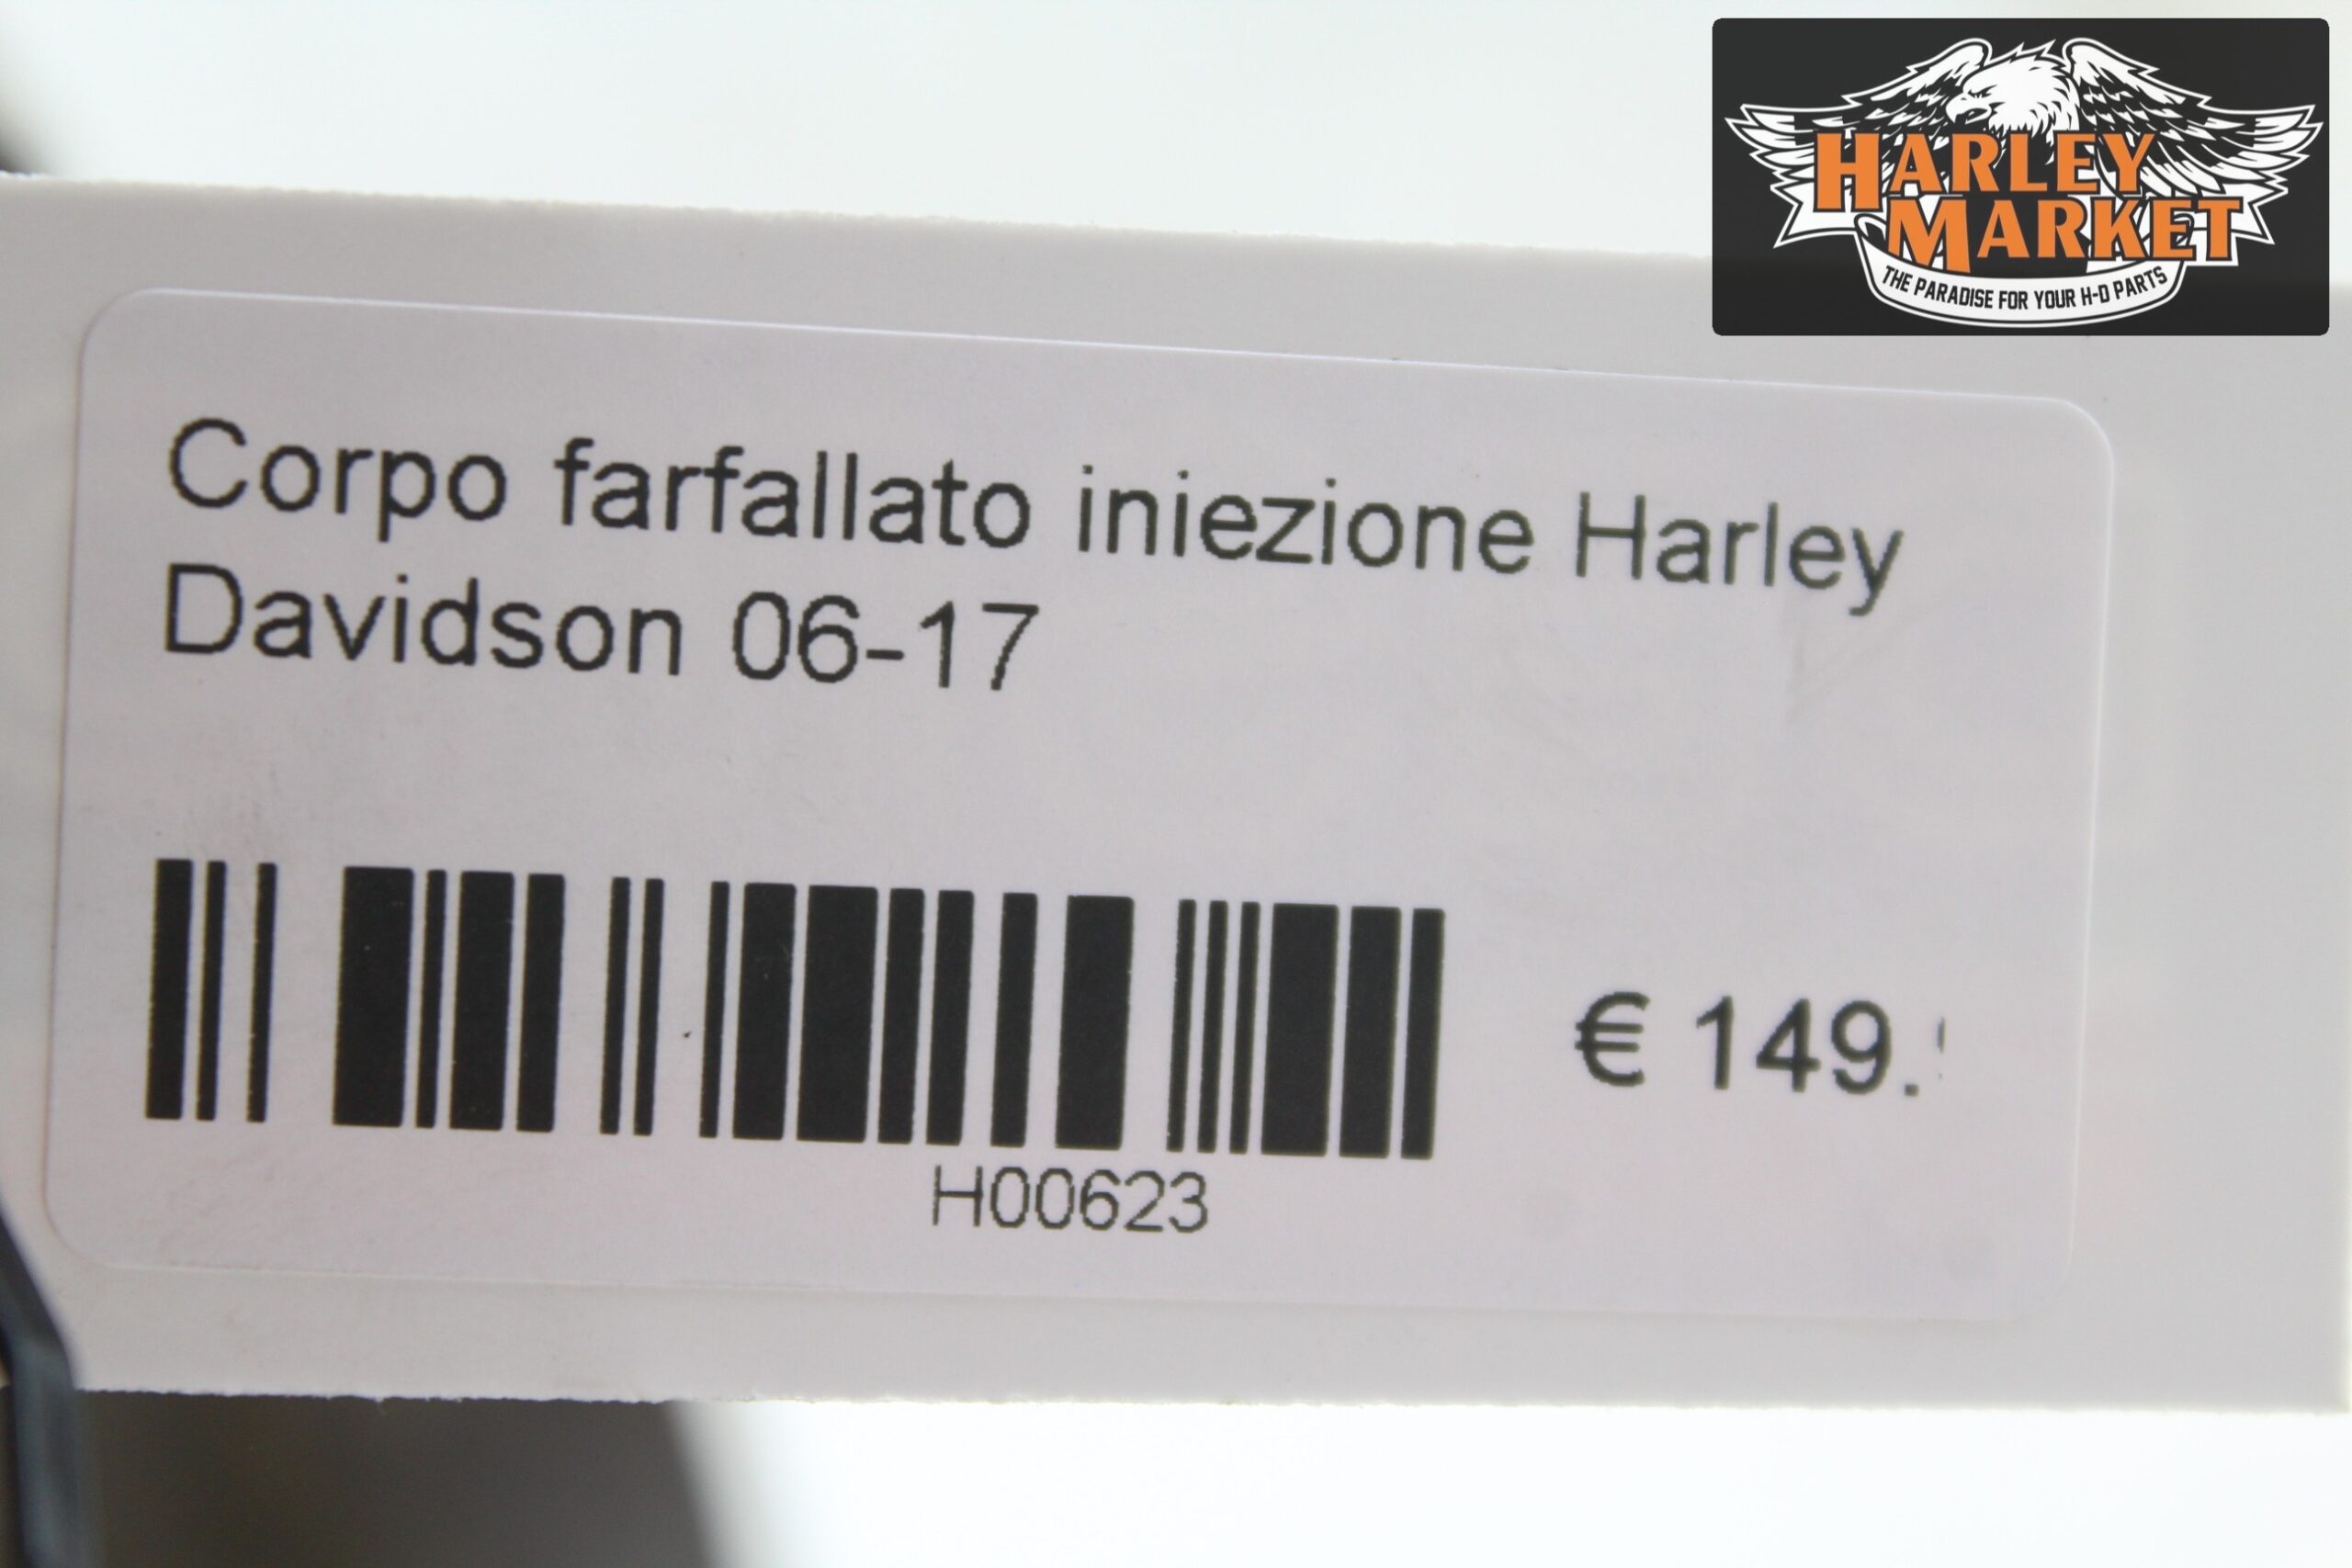 HARLEY
MARKET
THE PARADISE FOR YOUR H-D PARTS
Corpo farfallato iniezione Harley
Davidson 06-17
€ 149.
H00623